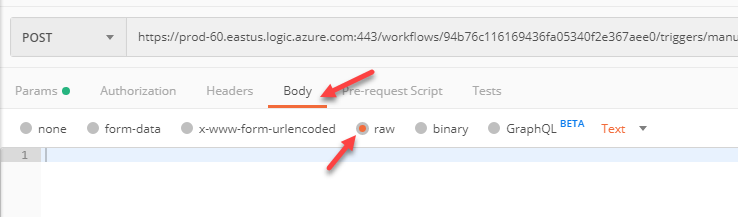 POST https://prod-60.eastus.logic.azure.com:443/workflows/94b76c116169436fa05340f2e367aee0/triggers/manu
Params Authorization Headers Body Pre-request Script Tests
none form-data x-www-form-urlencoded raw binary GraphQL BETA Text
1